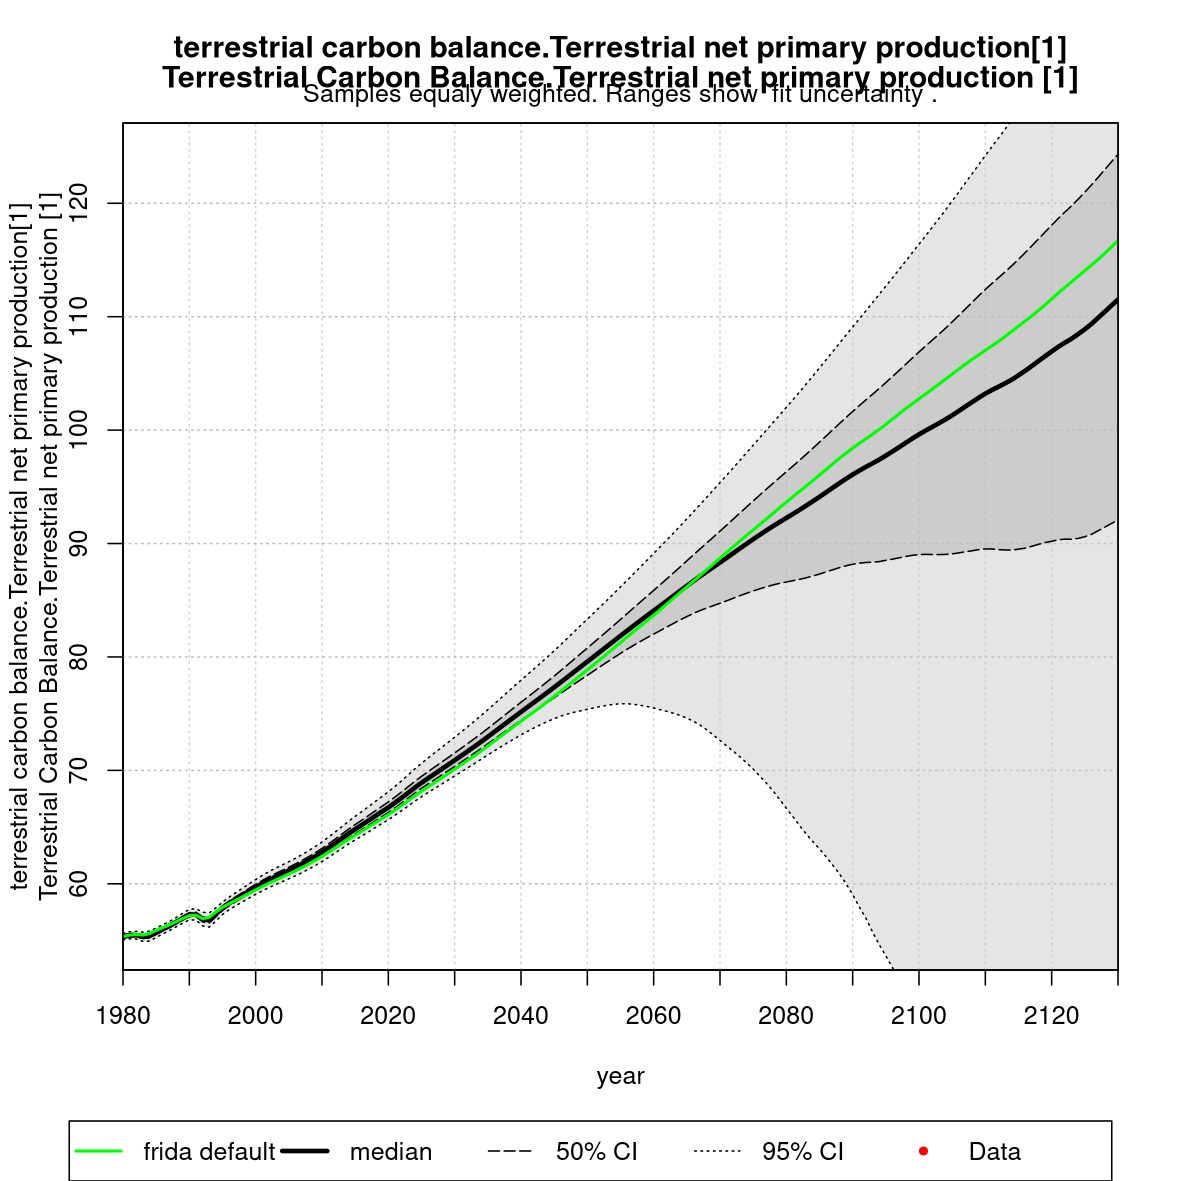 terrestrial carbon balance.Terrestrial net primary production[1]
Terrestrial Carbon Balance.Terrestrial net primary production [1]
Samples equaly weighted. Ranges show  fit uncertainty .
terrestrial carbon balance.Terrestrial net primary production[1]
Terrestrial Carbon Balance.Terrestrial net primary production [1]
120
110
100
90
80
70
60
1980 2000 2020 2040 2060 2080 2100 2120
year
frida default median 50% CI 95% CI Data